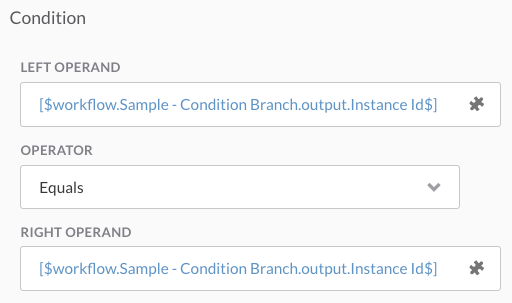 Condition
LEFT OPERAND
[$workflow.Sample - Condition Branch.output.Instance Id$]
OPERATOR
Equals
RIGHT OPERAND
[$workflow.Sample - Condition Branch.output.Instance Id$]